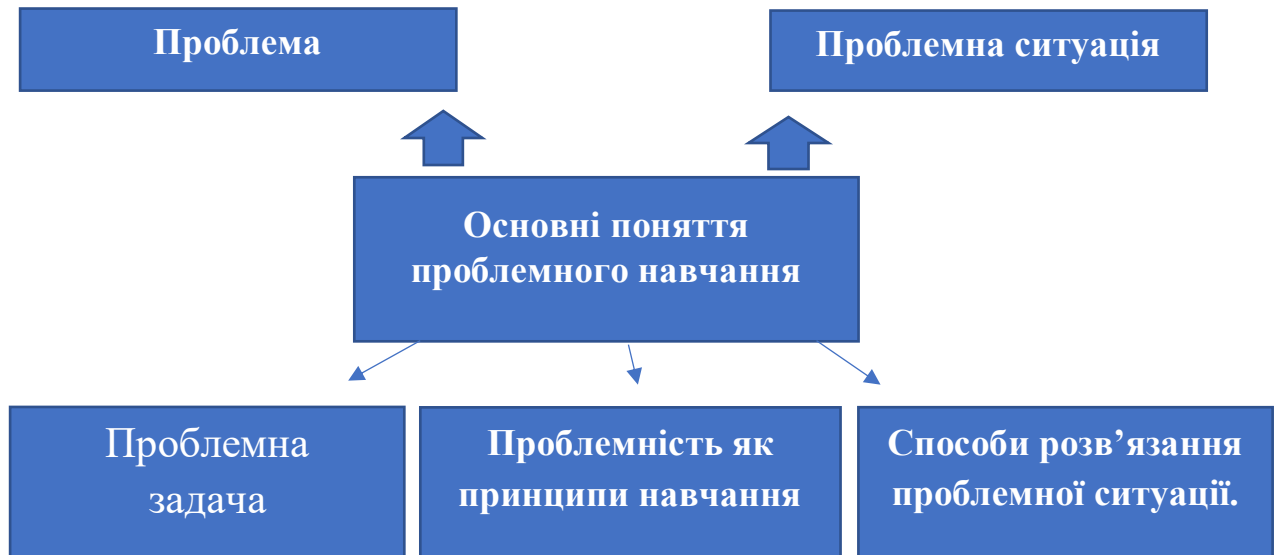 Проблема
Проблемна ситуація
Основні поняття
проблемного навчання
Проблемна
задача
Проблемність як
принципи навчання
Способи розв’язання
проблемної ситуації.